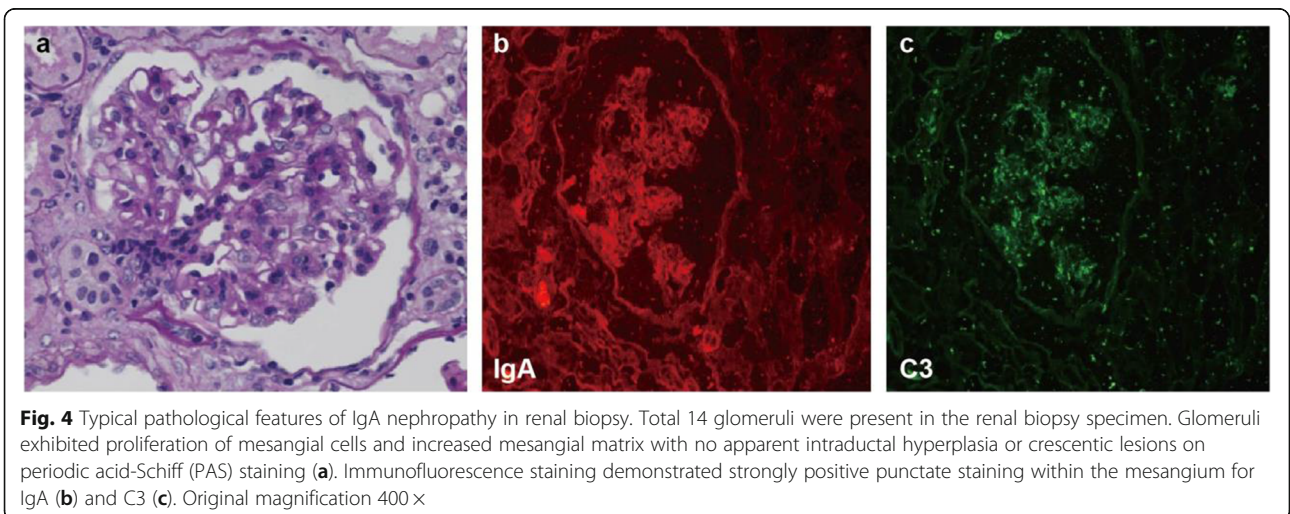 a
b
c
IgA
C3
Fig. 4 Typical pathological features of IgA nephropathy in renal biopsy. Total 14 glomeruli were present in the renal biopsy specimen. Glomeruli
exhibited proliferation of mesangial cells and increased mesangial matrix with no apparent intraductal hyperplasia or crescentic lesions on
periodic acid-Schiff (PAS) staining (a). Immunofluorescence staining demonstrated strongly positive punctate staining within the mesangium for
IgA (b) and C3 (c). Original magnification 400 ×